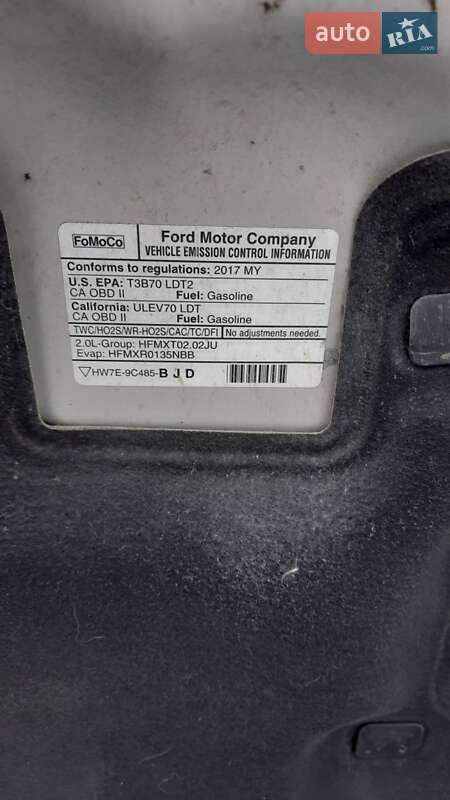 auto RIA .com
FoMoCo
Ford Motor Company
VEHICLE EMISSION CONTROL INFORMATION
Conforms to regulations: 2017 MY
U.S. EPA: T3B70 LDT2
CA OBD II Fuel: Gasoline
California: ULEV70 LDT
CA OBD II Fuel: Gasoline
TWC/HO2S/WR-HO2S/CAC/TC/DFI No adjustments needed.
2.0L-Group: HFMXT02.02JU
Evap: HFMXR0135NBB
HW7E-9C485-B J D